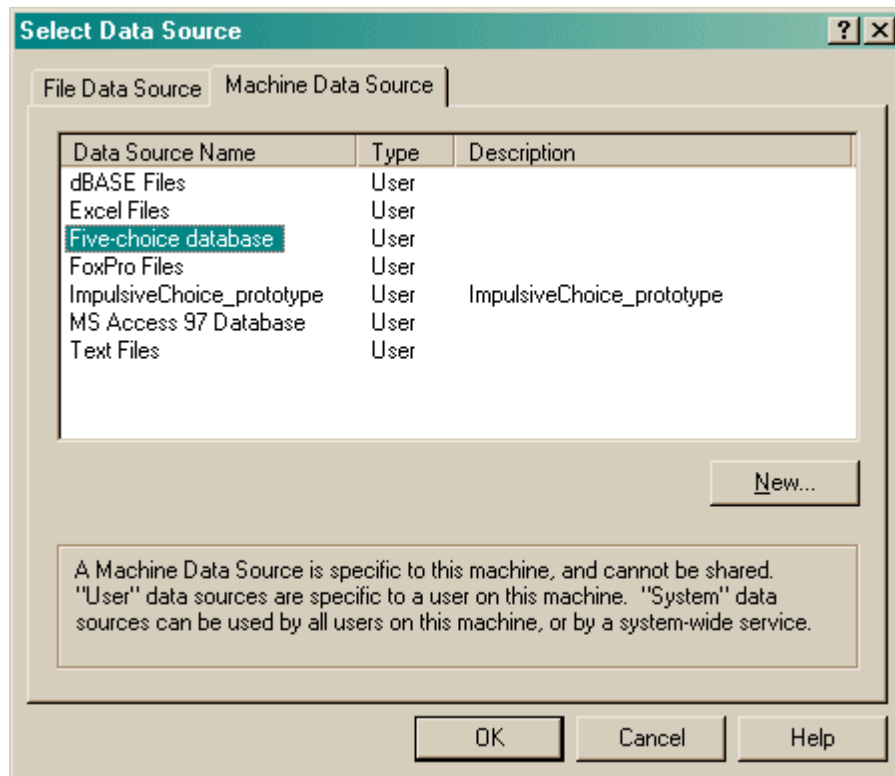 Select Data Source
File Data Source Machine Data Source
Data Source Name Type Description
dBASE Files User
Excel Files User
Five-choice database User
FoxPro Files User
ImpulsiveChoice_prototype User ImpulsiveChoice_prototype
MS Access 97 Database User
Text Files User
New...
A Machine Data Source is specific to this machine, and cannot be shared.
"User" data sources are specific to a user on this machine.  "System" data
sources can be used by all users on this machine, or by a system-wide service.
OK Cancel Help